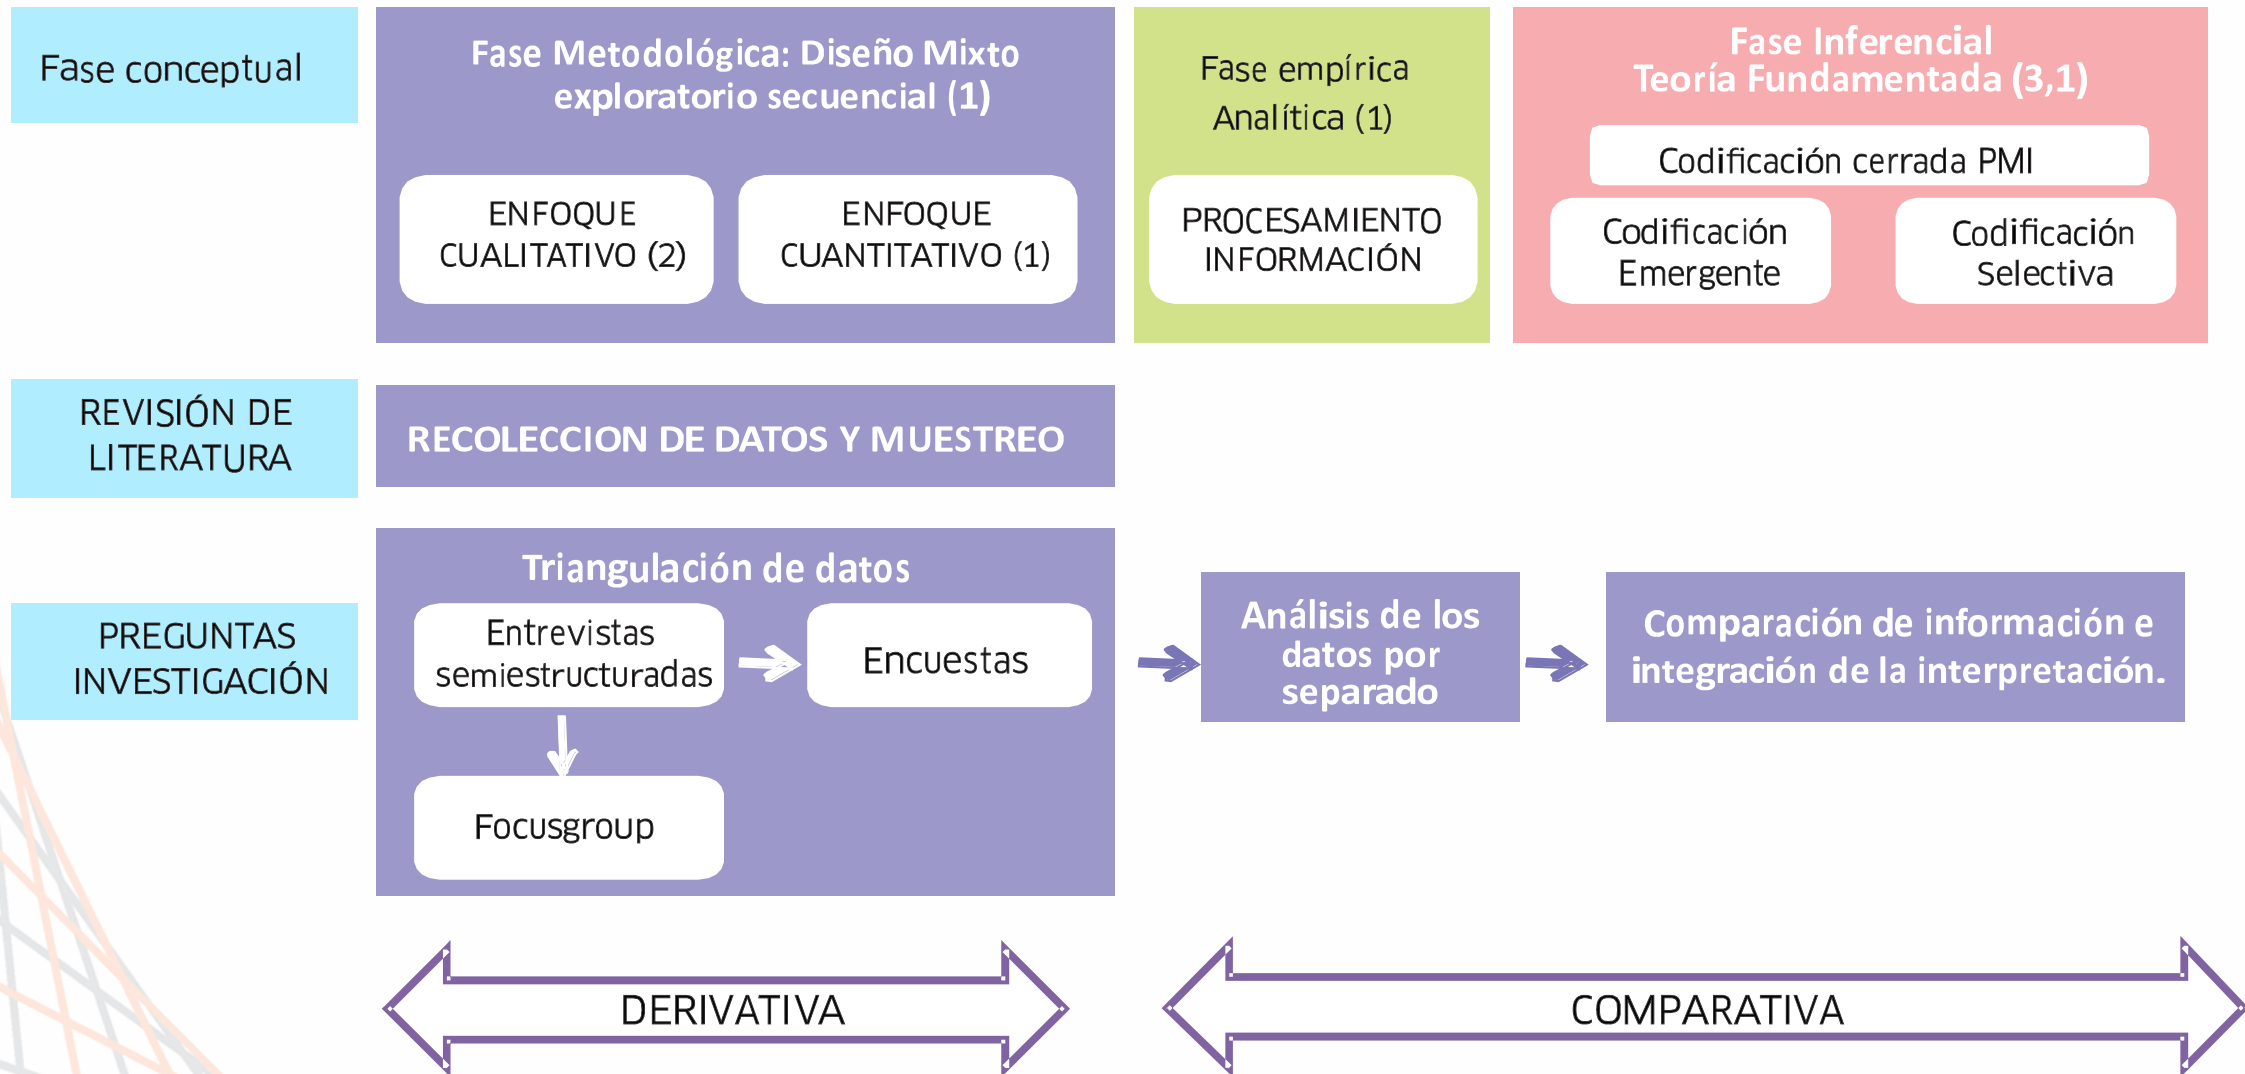 Fase conceptual
Fase Metodológica: Diseño Mixto
exploratorio secuencial (1)
ENFOQUE
CUALITATIVO (2)
ENFOQUE
CUANTITATIVO (1)
Fase empírica
Analítica (1)
PROCESAMIENTO
INFORMACIÓN
Fase Inferencial
Teoría Fundamentada (3,1)
Codificación cerrada PMI
Codificación
Emergente
Codificación
Selectiva
REVISIÓN DE
LITERATURA
RECOLECCION DE DATOS Y MUESTREO
PREGUNTAS
INVESTIGACIÓN
Triangulación de datos
Entrevistas
semiestructuradas
Encuestas
Focusgroup
Análisis de los
datos por
separado
Comparación de información e
integración de la interpretación.
DERIVATIVA
COMPARATIVA